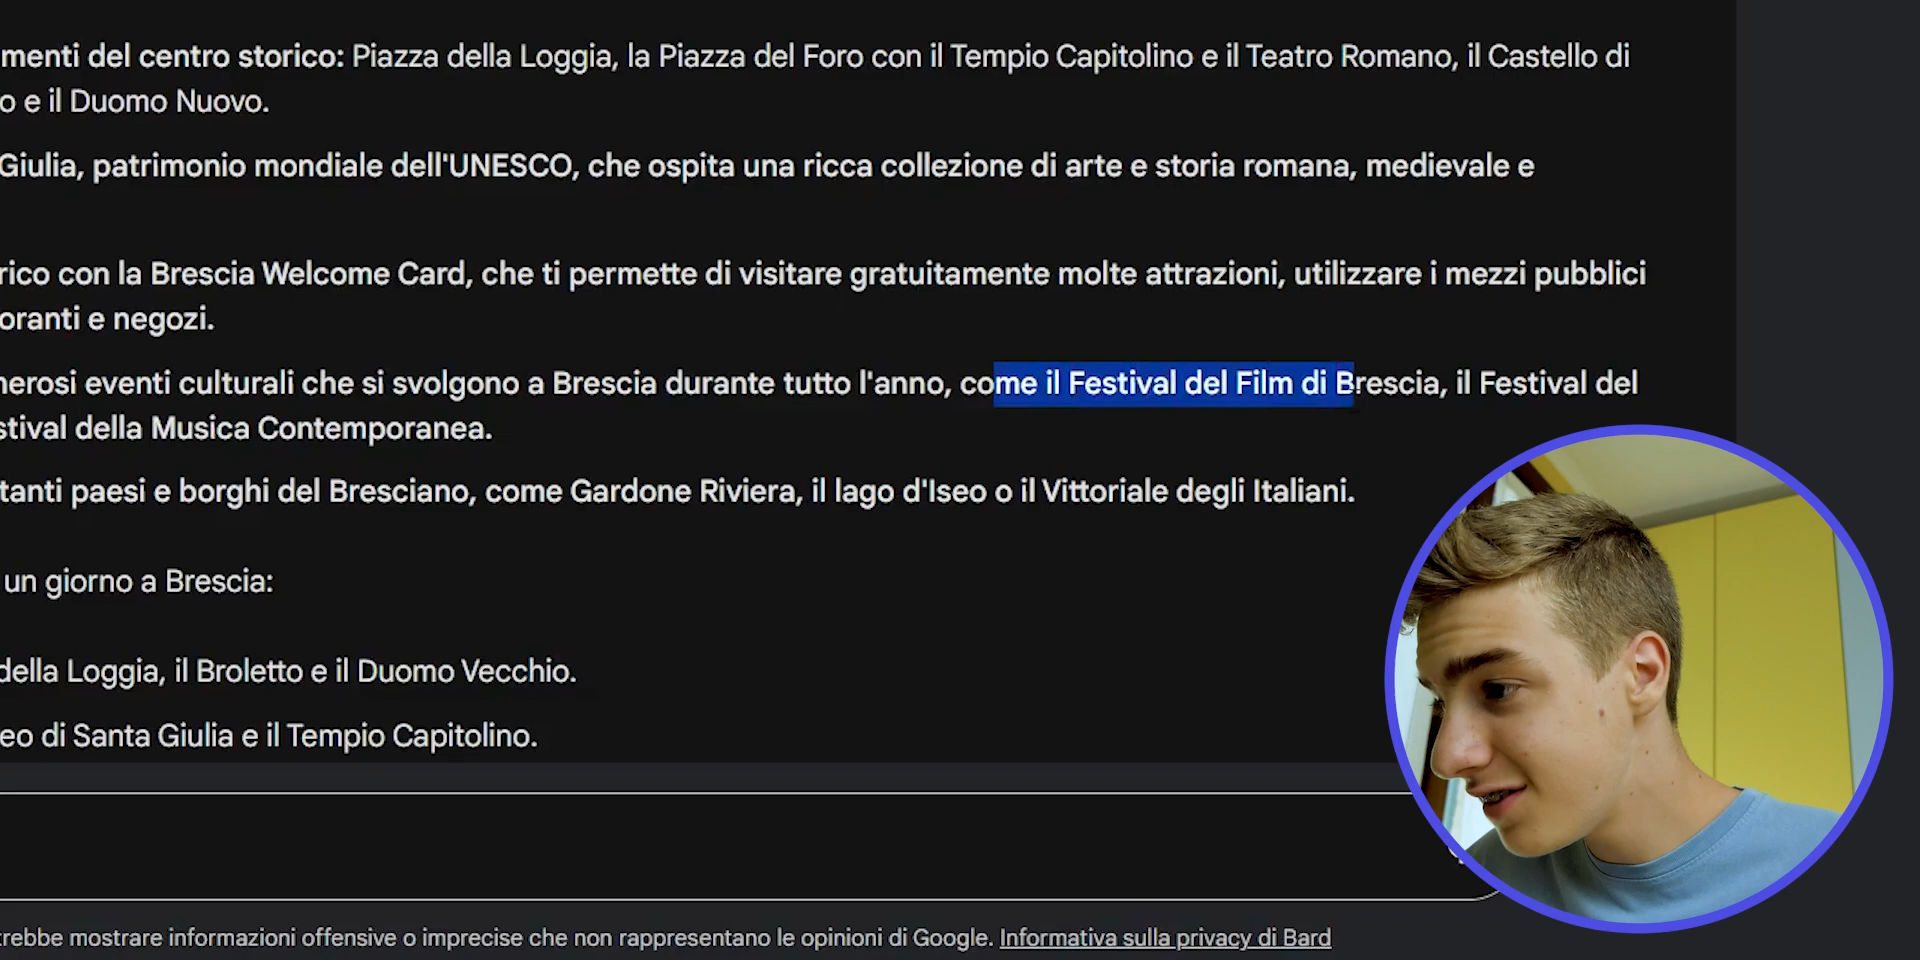 menti del centro storico: Piazza della Loggia, la Piazza del Foro con il Tempio Capitolino e il Teatro Romano, il Castello di
o e il Duomo Nuovo.
Giulia, patrimonio mondiale dell'UNESCO, che ospita una ricca collezione di arte e storia romana, medievale e
rico con la Brescia Welcome Card, che ti permette di visitare gratuitamente molte attrazioni, utilizzare i mezzi pubblici
oranti e negozi.
nerosi eventi culturali che si svolgono a Brescia durante tutto l'anno, come il Festival del Film di Brescia, il Festival del
stival della Musica Contemporanea.
tanti paesi e borghi del Bresciano, come Gardone Riviera, il lago d'Iseo o il Vittoriale degli Italiani.
un giorno a Brescia:
della Loggia, il Broletto e il Duomo Vecchio.
eo di Santa Giulia e il Tempio Capitolino.
trebbe mostrare informazioni offensive o imprecise che non rappresentano le opinioni di Google. Informativa sulla privacy di Bard